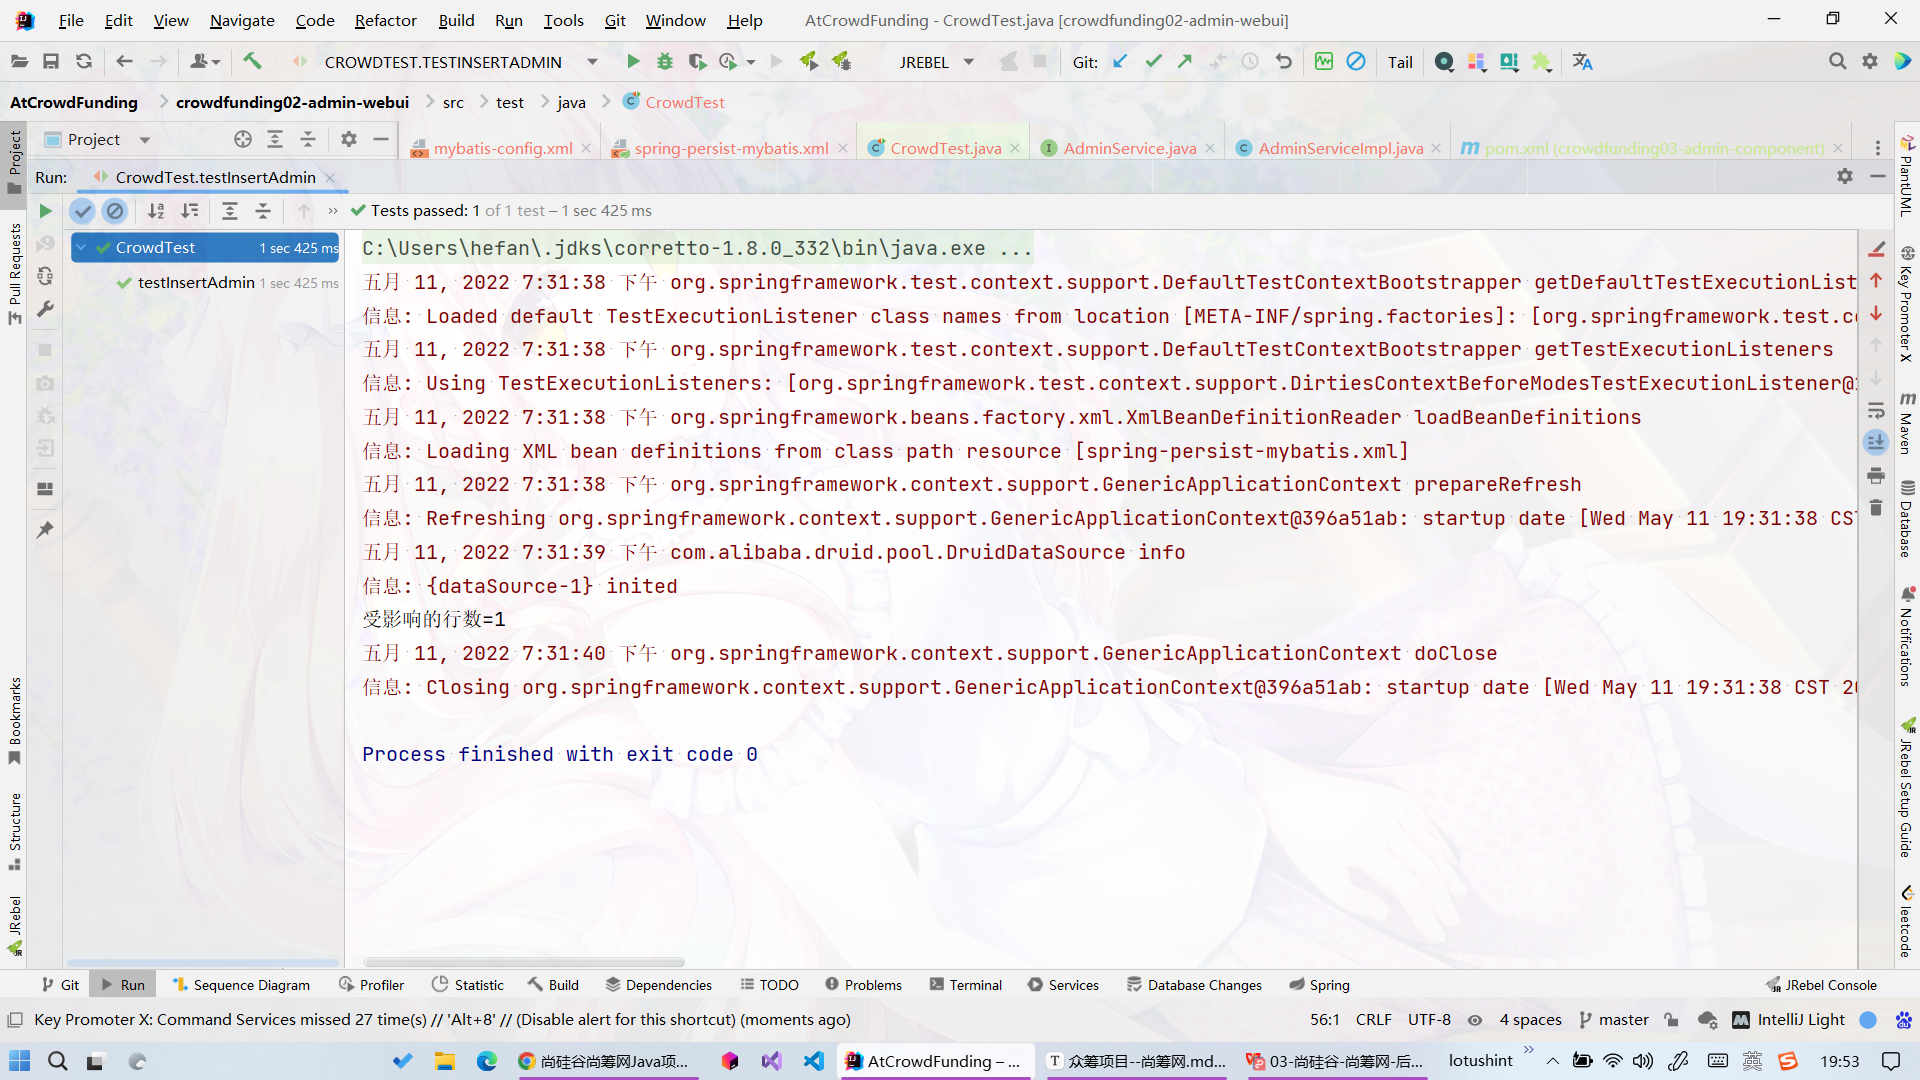 File Edit View Navigate Code Refactor Build Run Tools Git Window Help AtCrowdFunding - CrowdTest.java [crowdfunding02-admin-webui]
CROWDTEST.TESTINSERTADMIN JREBEL Git: Tail
AtCrowdFunding crowdfunding02-admin-webui src test java CrowdTest
Project mybatis-config.xml spring-persist-mybatis.xml CrowdTest.java AdminService.java AdminServiceImpl.java pom.xml (crowdfunding03-admin-component)
Run: CrowdTest.testInsertAdmin
» Tests passed: 1 of 1 test – 1 sec 425 ms
CrowdTest 1 sec 425 ms
testInsertAdmin 1 sec 425 ms
C:\Users\hefan\.jdks\corretto-1.8.0_332\bin\java.exe ...
五月 11, 2022 7:31:38 下午 org.springframework.test.context.support.DefaultTestContextBootstrapper getDefaultTestExecutionList
信息: Loaded default TestExecutionListener class names from location [META-INF/spring.factories]: [org.springframework.test.co
五月 11, 2022 7:31:38 下午 org.springframework.test.context.support.DefaultTestContextBootstrapper getTestExecutionListeners
信息: Using TestExecutionListeners: [org.springframework.test.context.support.DirtiesContextBeforeModesTestExecutionListener@
五月 11, 2022 7:31:38 下午 org.springframework.beans.factory.xml.XmlBeanDefinitionReader loadBeanDefinitions
信息: Loading XML bean definitions from class path resource [spring-persist-mybatis.xml]
五月 11, 2022 7:31:38 下午 org.springframework.context.support.GenericApplicationContext prepareRefresh
信息: Refreshing org.springframework.context.support.GenericApplicationContext@396a51ab: startup date [Wed May 11 19:31:38 CST
五月 11, 2022 7:31:39 下午 com.alibaba.druid.pool.DruidDataSource info
信息: {dataSource-1} inited
受影响的行数=1
五月 11, 2022 7:31:40 下午 org.springframework.context.support.GenericApplicationContext doClose
信息: Closing org.springframework.context.support.GenericApplicationContext@396a51ab: startup date [Wed May 11 19:31:38 CST 20
Process finished with exit code 0
Project
Pull Requests
Bookmarks
Structure
JRebel
PlantUML
Key Promoter X
Maven
Database
Notifications
JRebel Setup Guide
leetcode
Git Run Sequence Diagram Profiler Statistic Build Dependencies TODO Problems Terminal Services Database Changes Spring JRebel Console
Key Promoter X: Command Services missed 27 time(s) // 'Alt+8' // (Disable alert for this shortcut) (moments ago) 56:1 CRLF UTF-8 4 spaces master IntelliJ Light
尚硅谷尚筹网Java项... AtCrowdFunding – ... 众筹项目--尚筹网.md... 03-尚硅谷-尚筹网-后... lotushint » 英 19:53